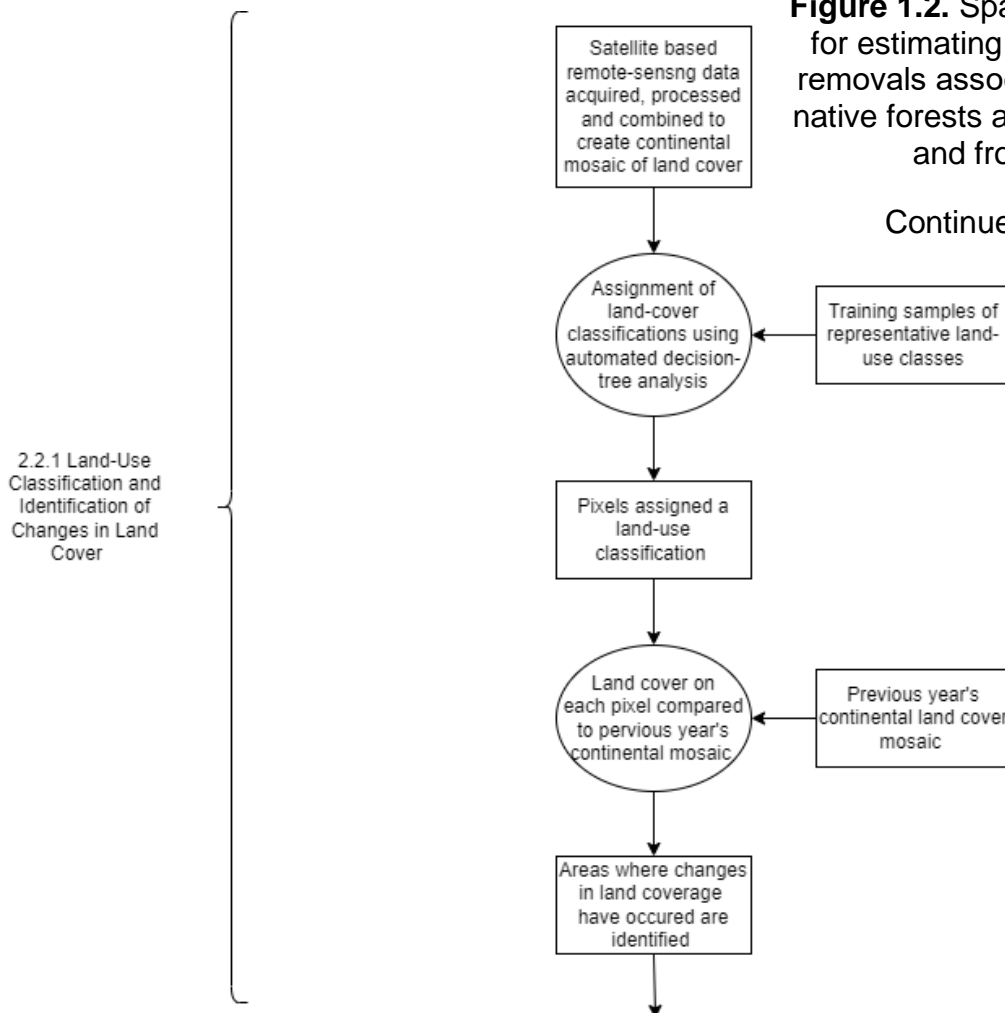 Figure 1.2. Spa
for estimating
removals assoc
native forests a
and fro
Continue
Satellite based
remote-sensng data
acquired, processed
and combined to
create continental
mosaic of land cover
Assignment of
land-cover
classifications using
automated decision-
tree analysis
Training samples of
representative land-
use classes
2.2.1 Land-Use
Classification and
Identification of
Changes in Land
Cover
Pixels assigned a
land-use
classification
Land cover on
each pixel compared
to pervious year's
continental mosaic
Previous year's
continental land cover
mosaic
Areas where changes
in land coverage
have occured are
identified